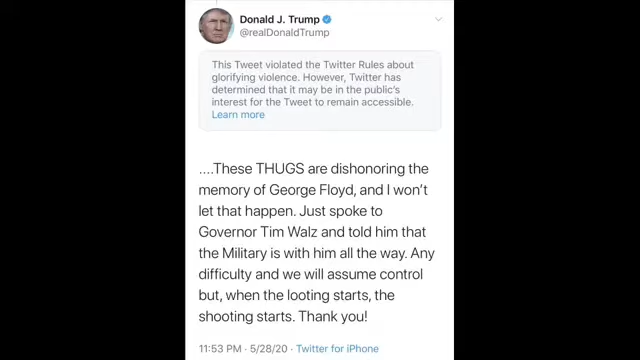 Donald J. Trump
@realDonaldTrump
This Tweet violated the Twitter Rules about
glorifying violence. However, Twitter has
determined that it may be in the public's
interest for the Tweet to remain accessible.
Learn more
....These THUGS are dishonoring the
memory of George Floyd, and I won't
let that happen. Just spoke to
Governor Tim Walz and told him that
the Military is with him all the way. Any
difficulty and we will assume control
but, when the looting starts, the
shooting starts. Thank you!
11:53 PM · 5/28/20 · Twitter for iPhone